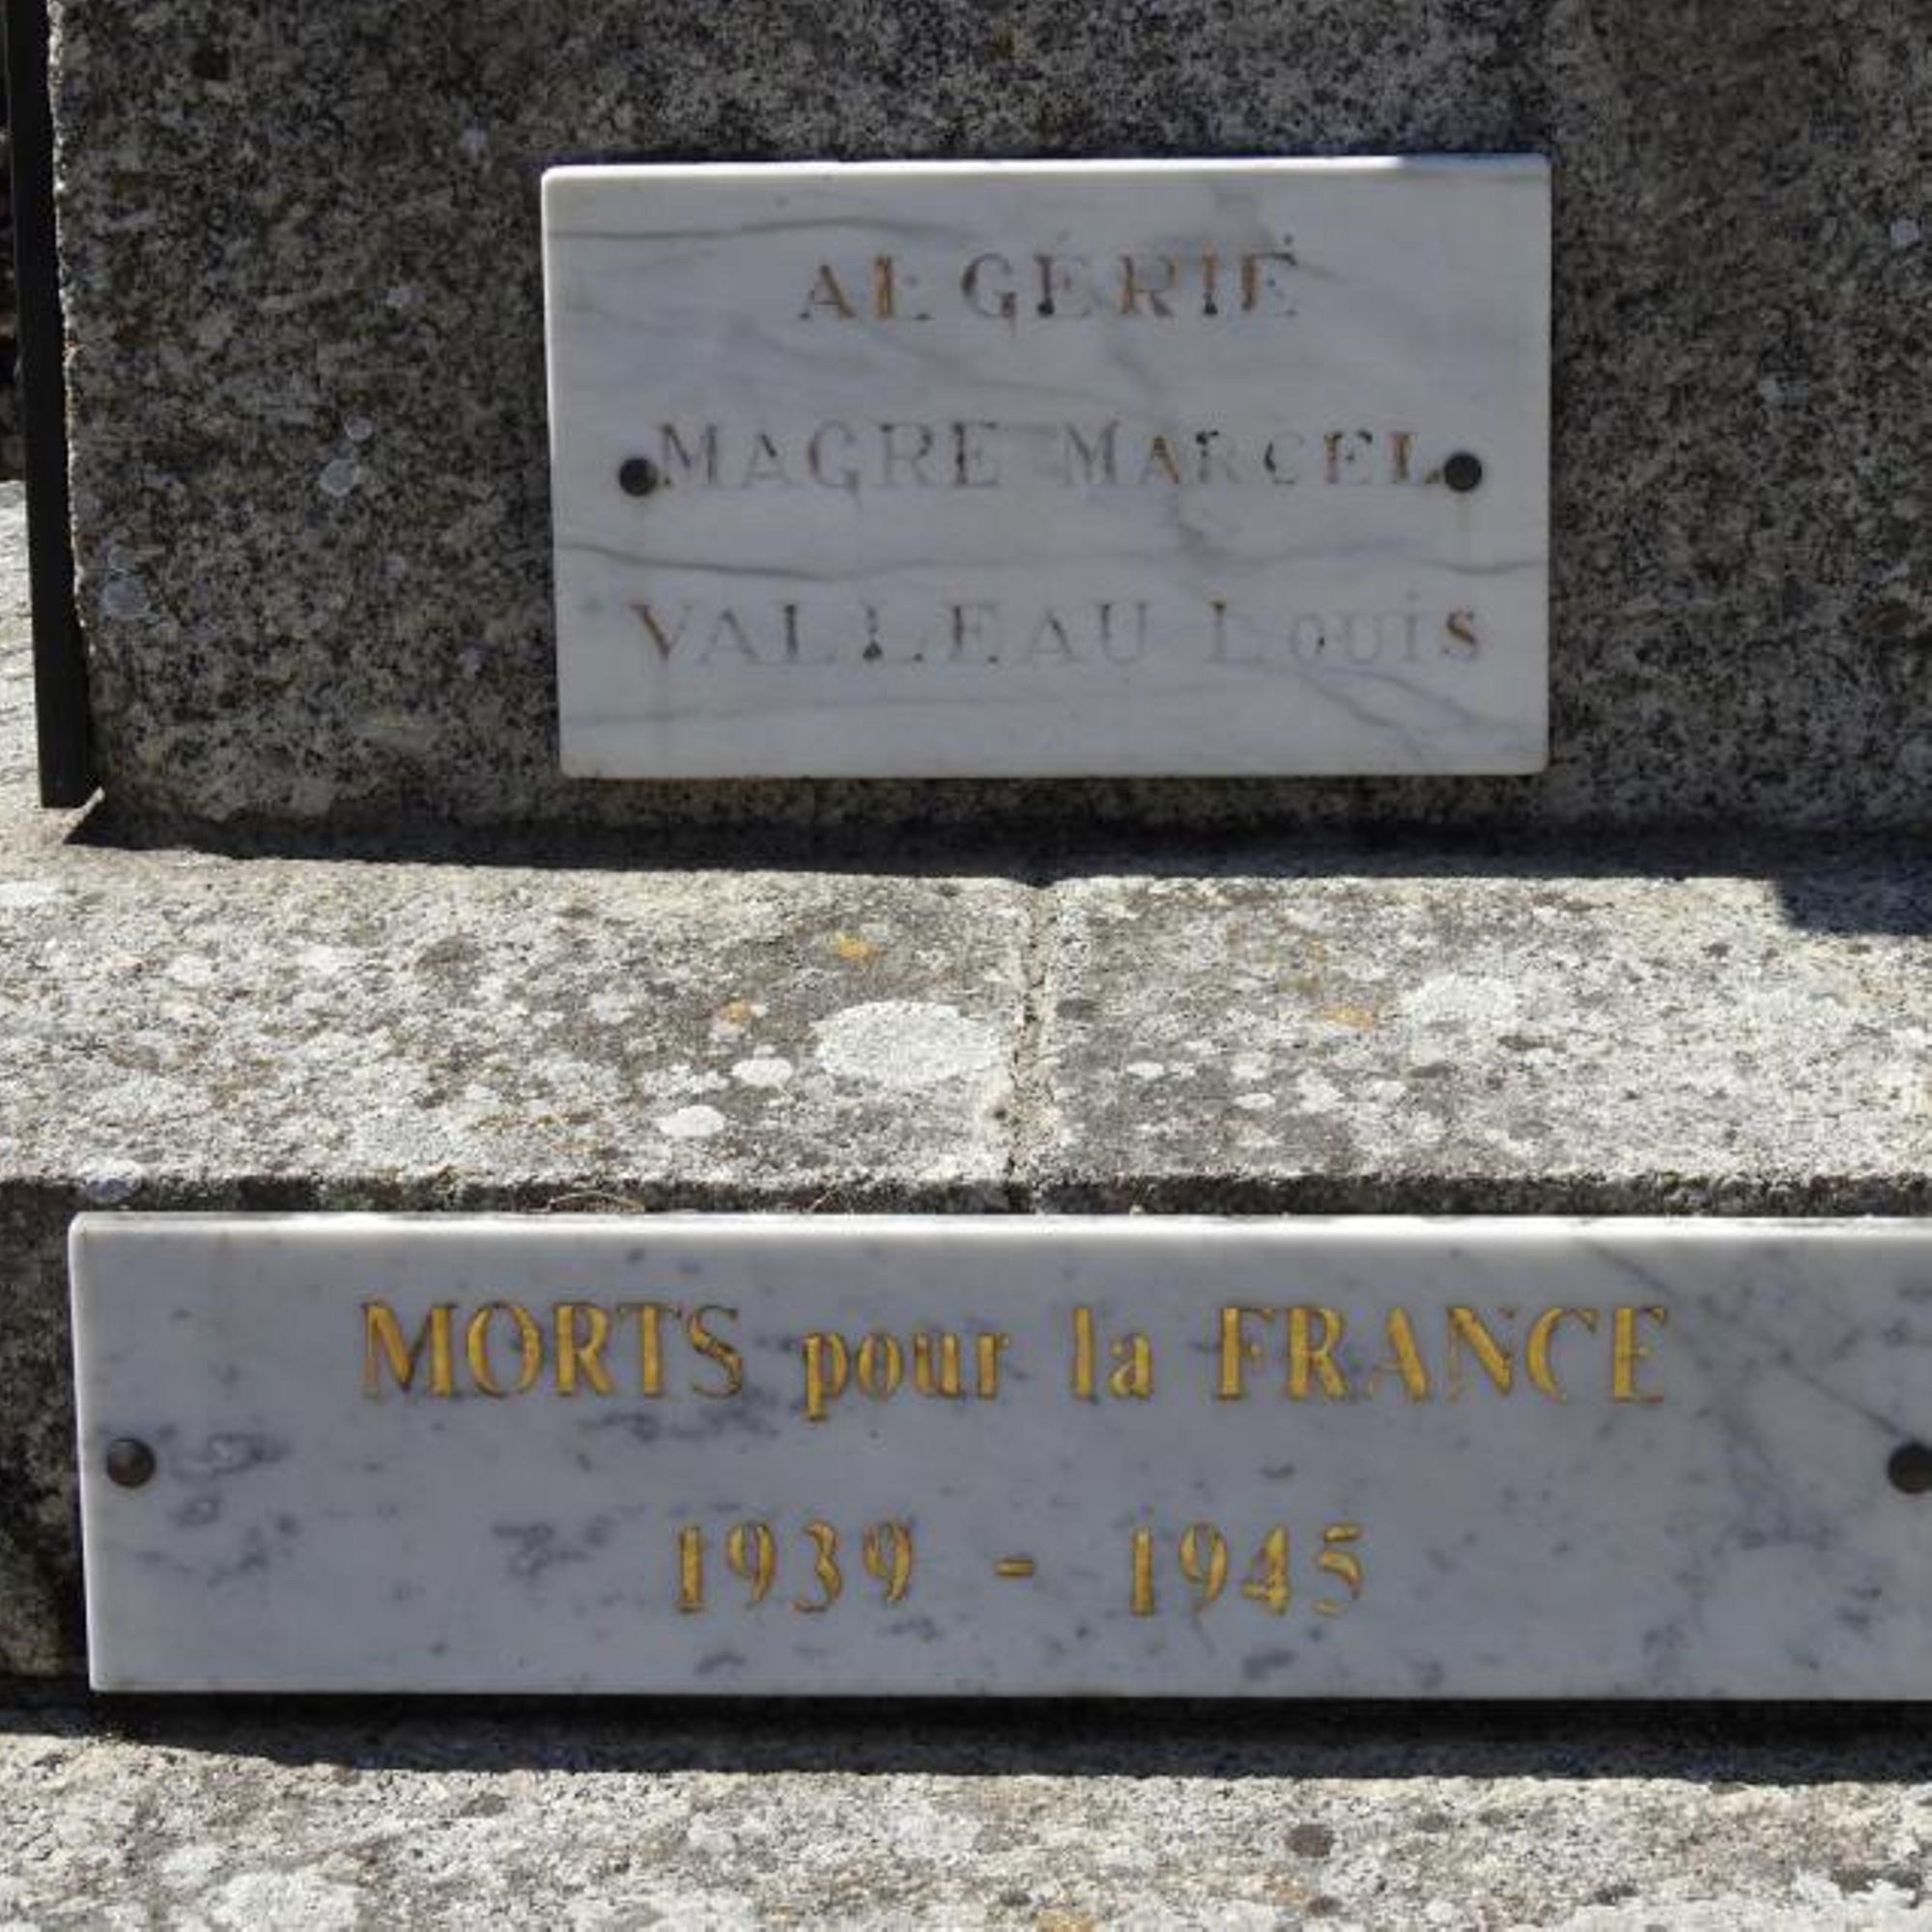 ALGERIE
MAGRE MARCEL
VALLEAU LOUIS
MORTS pour la FRANCE
1939 - 1945